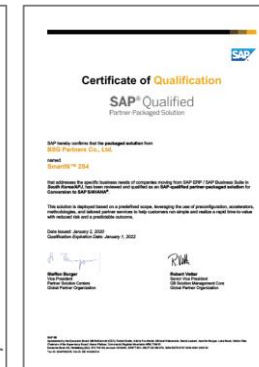 SAP
Certificate of Qualification
SAP® Qualified
Partner-Packaged Solution
SAP hereby confirms that the packaged solution from
BSG Partners Co., Ltd.
named
SmartN™ 2S4
that addresses the specific business needs of companies moving from SAP ERP / SAP Business Suite in
South Korea/APJ, has been reviewed and qualified as an SAP-qualified partner-packaged solution for
Conversion to SAP S/4HANA®.
This solution is deployed based on a predefined scope, leveraging the use of preconfiguration, accelerators,
methodologies, and tailored partner services to help customers run simple and realize a rapid time-to-value
with reduced risk and a predictable outcome.
Date Issued: January 2, 2020
Qualification Expiration Date: January 1, 2022
Steffen Burger
Vice President
Partner Solution Centers
Global Partner Organization
Robert Vetter
Senior Vice President
GB Solution Management Core
Global Partner Organization